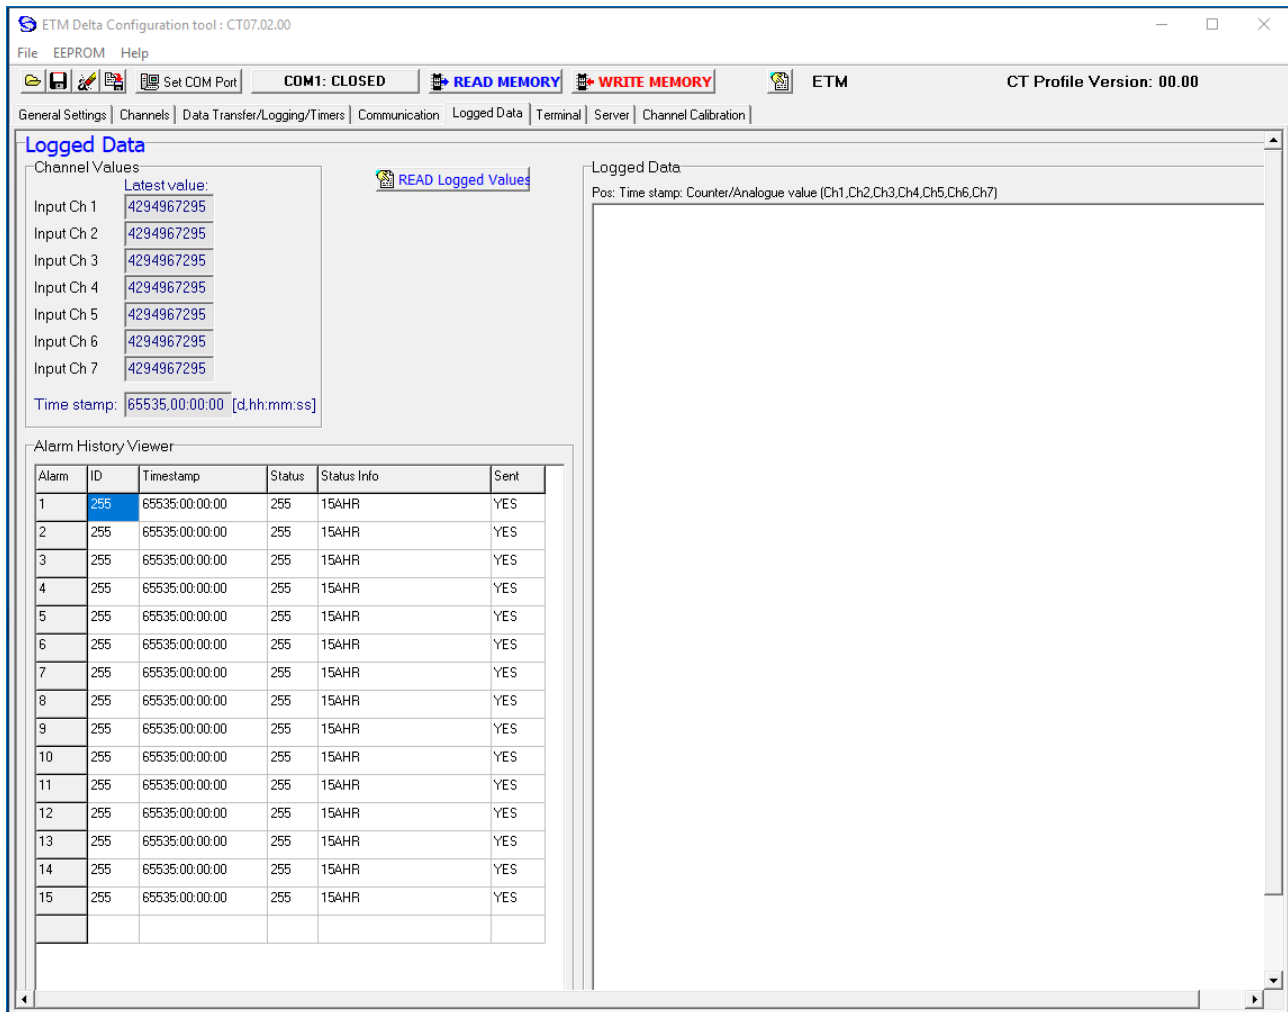 ETM Delta Configuration tool : CT07.02.00
File EEPROM Help
Set COM Port COM1: CLOSED READ MEMORY WRITE MEMORY ETM CT Profile Version: 00.00
General Settings Channels Data Transfer/Logging/Timers Communication Logged Data Terminal Server Channel Calibration
Logged Data
Channel Values
Latest value:
Input Ch 1 4294967295
Input Ch 2 4294967295
Input Ch 3 4294967295
Input Ch 4 4294967295
Input Ch 5 4294967295
Input Ch 6 4294967295
Input Ch 7 4294967295
Time stamp: 65535,00:00:00 [d,hh:mm:ss]
READ Logged Values
Logged Data
Pos: Time stamp: Counter/Analogue value (Ch1,Ch2,Ch3,Ch4,Ch5,Ch6,Ch7)
Alarm History Viewer
Alarm ID Timestamp Status Status Info Sent
1 255 65535:00:00:00 255 15AHR YES
2 255 65535:00:00:00 255 15AHR YES
3 255 65535:00:00:00 255 15AHR YES
4 255 65535:00:00:00 255 15AHR YES
5 255 65535:00:00:00 255 15AHR YES
6 255 65535:00:00:00 255 15AHR YES
7 255 65535:00:00:00 255 15AHR YES
8 255 65535:00:00:00 255 15AHR YES
9 255 65535:00:00:00 255 15AHR YES
10 255 65535:00:00:00 255 15AHR YES
11 255 65535:00:00:00 255 15AHR YES
12 255 65535:00:00:00 255 15AHR YES
13 255 65535:00:00:00 255 15AHR YES
14 255 65535:00:00:00 255 15AHR YES
15 255 65535:00:00:00 255 15AHR YES